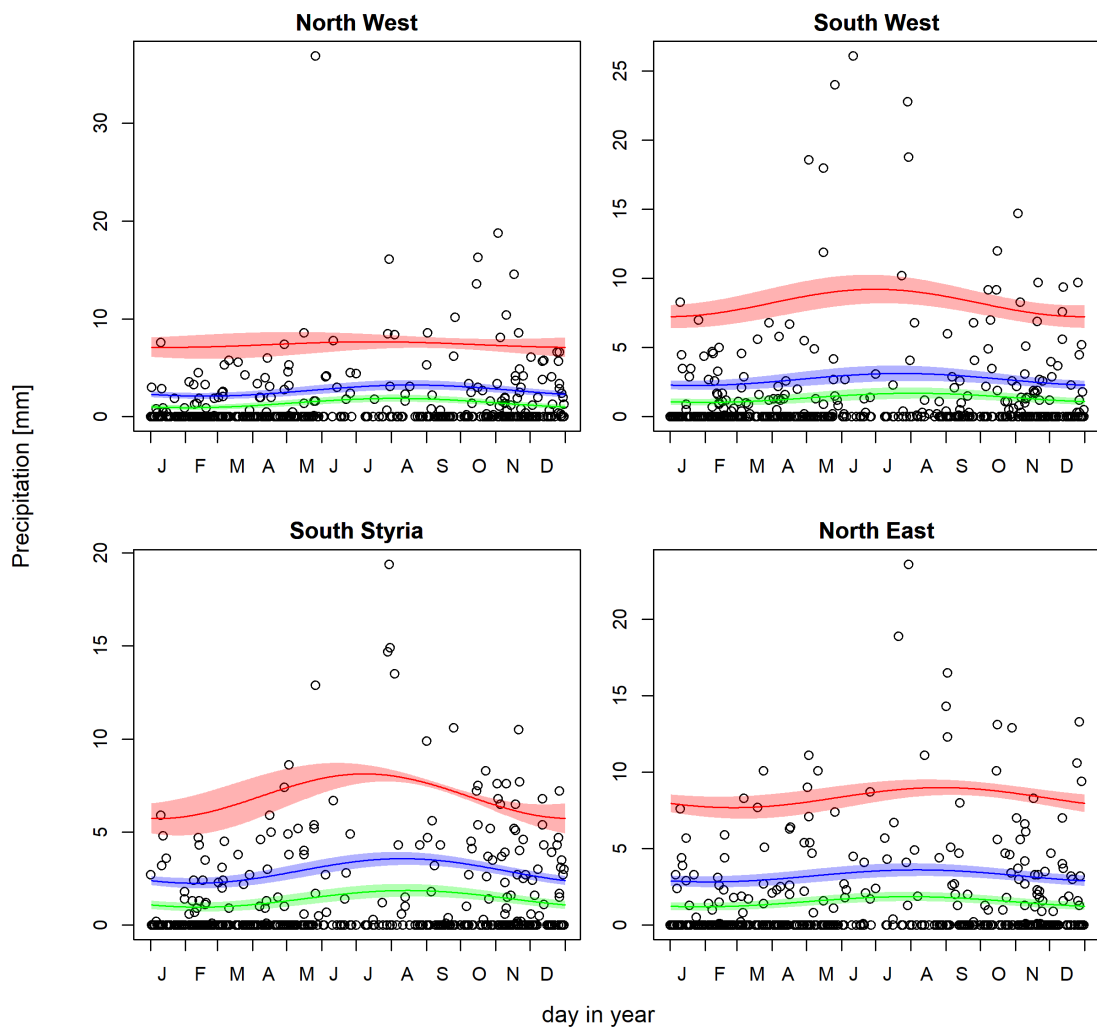 North West
South West
0 10 20 30
0 5 10 15 20 25
J F M A M J J A S O N D
J F M A M J J A S O N D
Precipitation [mm]
South Styria
North East
0 5 10 15 20
0 5 10 15 20
J F M A M J J A S O N D
J F M A M J J A S O N D
day in year